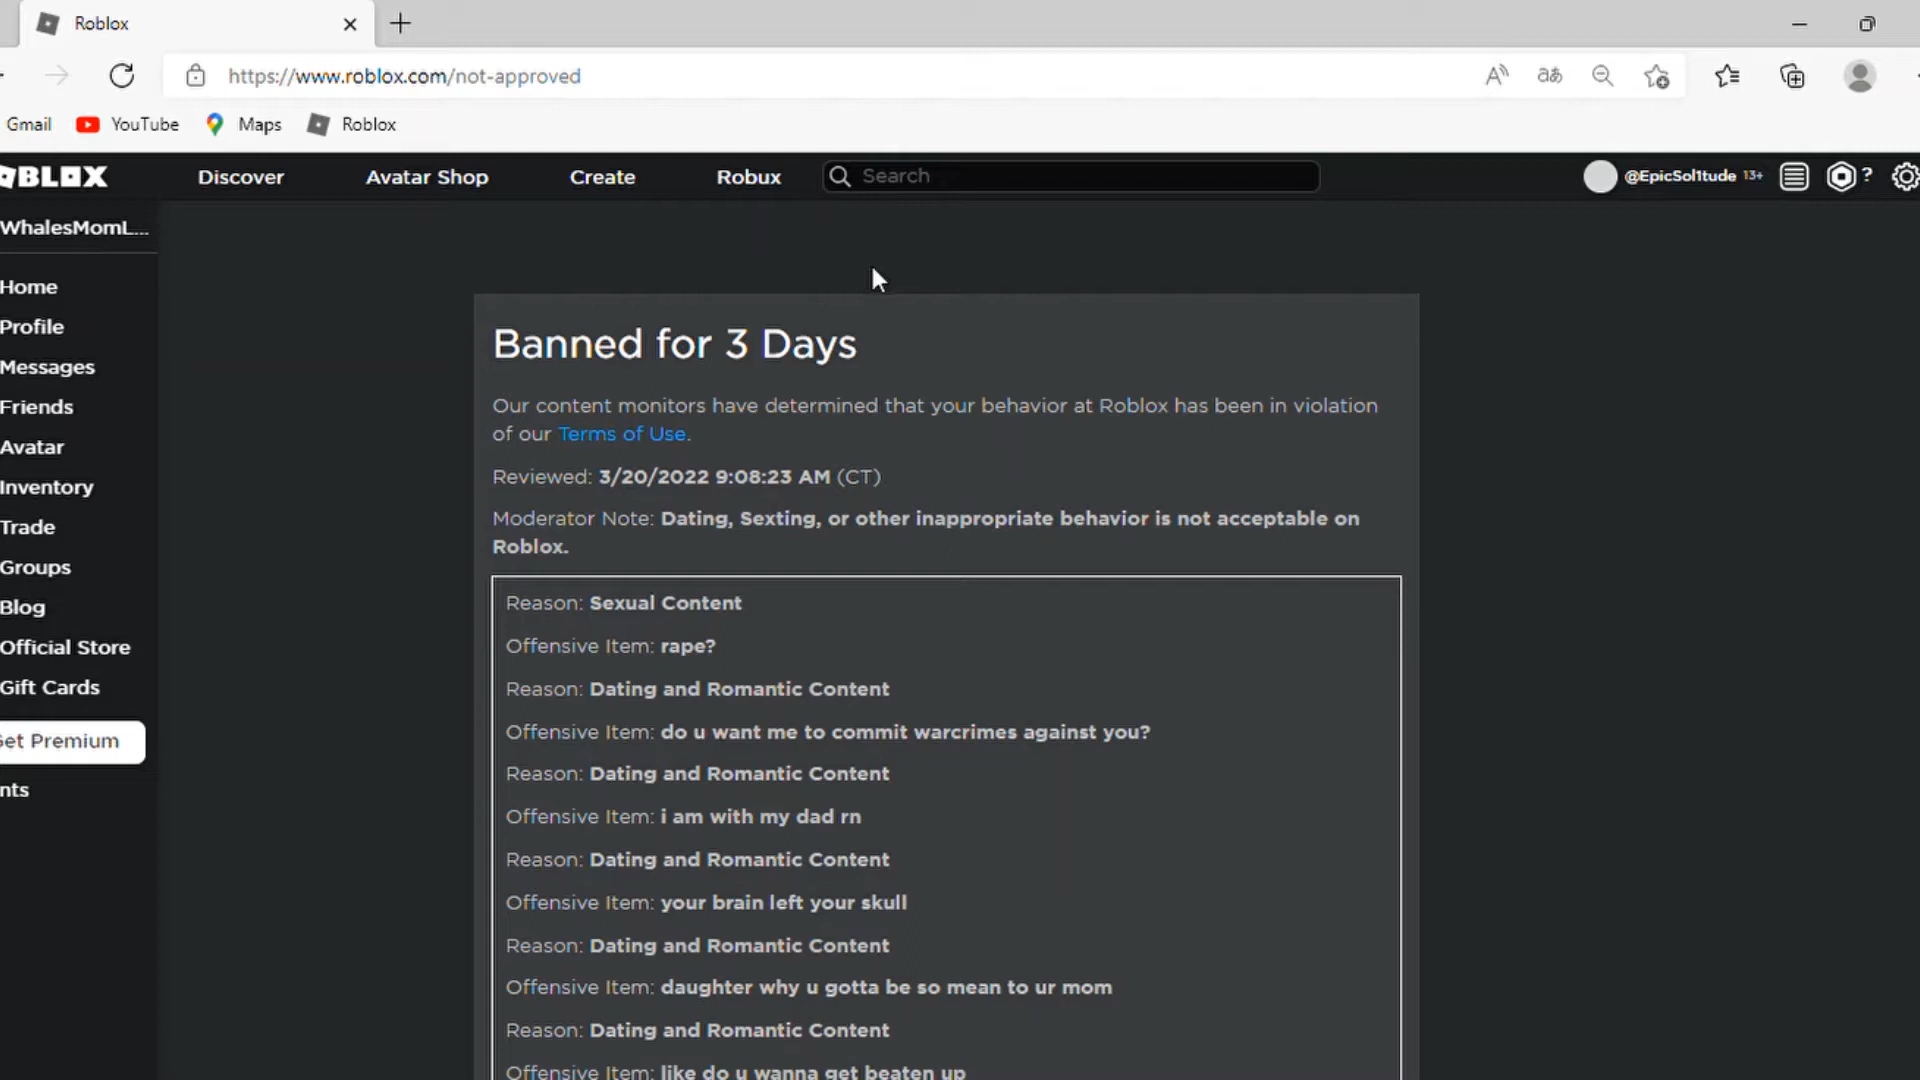 Roblox
https://www.roblox.com/not-approved
Gmail YouTube Maps Roblox
BLOX Discover Avatar Shop Create Robux Search @EpicSol1tude 13+ ?
WhalesMomL...
Home
Profile
Messages
Friends
Avatar
Inventory
Trade
Groups
Blog
Official Store
Gift Cards
Get Premium
nts
Banned for 3 Days
Our content monitors have determined that your behavior at Roblox has been in violation
of our Terms of Use.
Reviewed: 3/20/2022 9:08:23 AM (CT)
Moderator Note: Dating, Sexting, or other inappropriate behavior is not acceptable on
Roblox.
Reason: Sexual Content
Offensive Item: rape?
Reason: Dating and Romantic Content
Offensive Item: do u want me to commit warcrimes against you?
Reason: Dating and Romantic Content
Offensive Item: i am with my dad rn
Reason: Dating and Romantic Content
Offensive Item: your brain left your skull
Reason: Dating and Romantic Content
Offensive Item: daughter why u gotta be so mean to ur mom
Reason: Dating and Romantic Content
Offensive Item: like do u wanna get beaten up